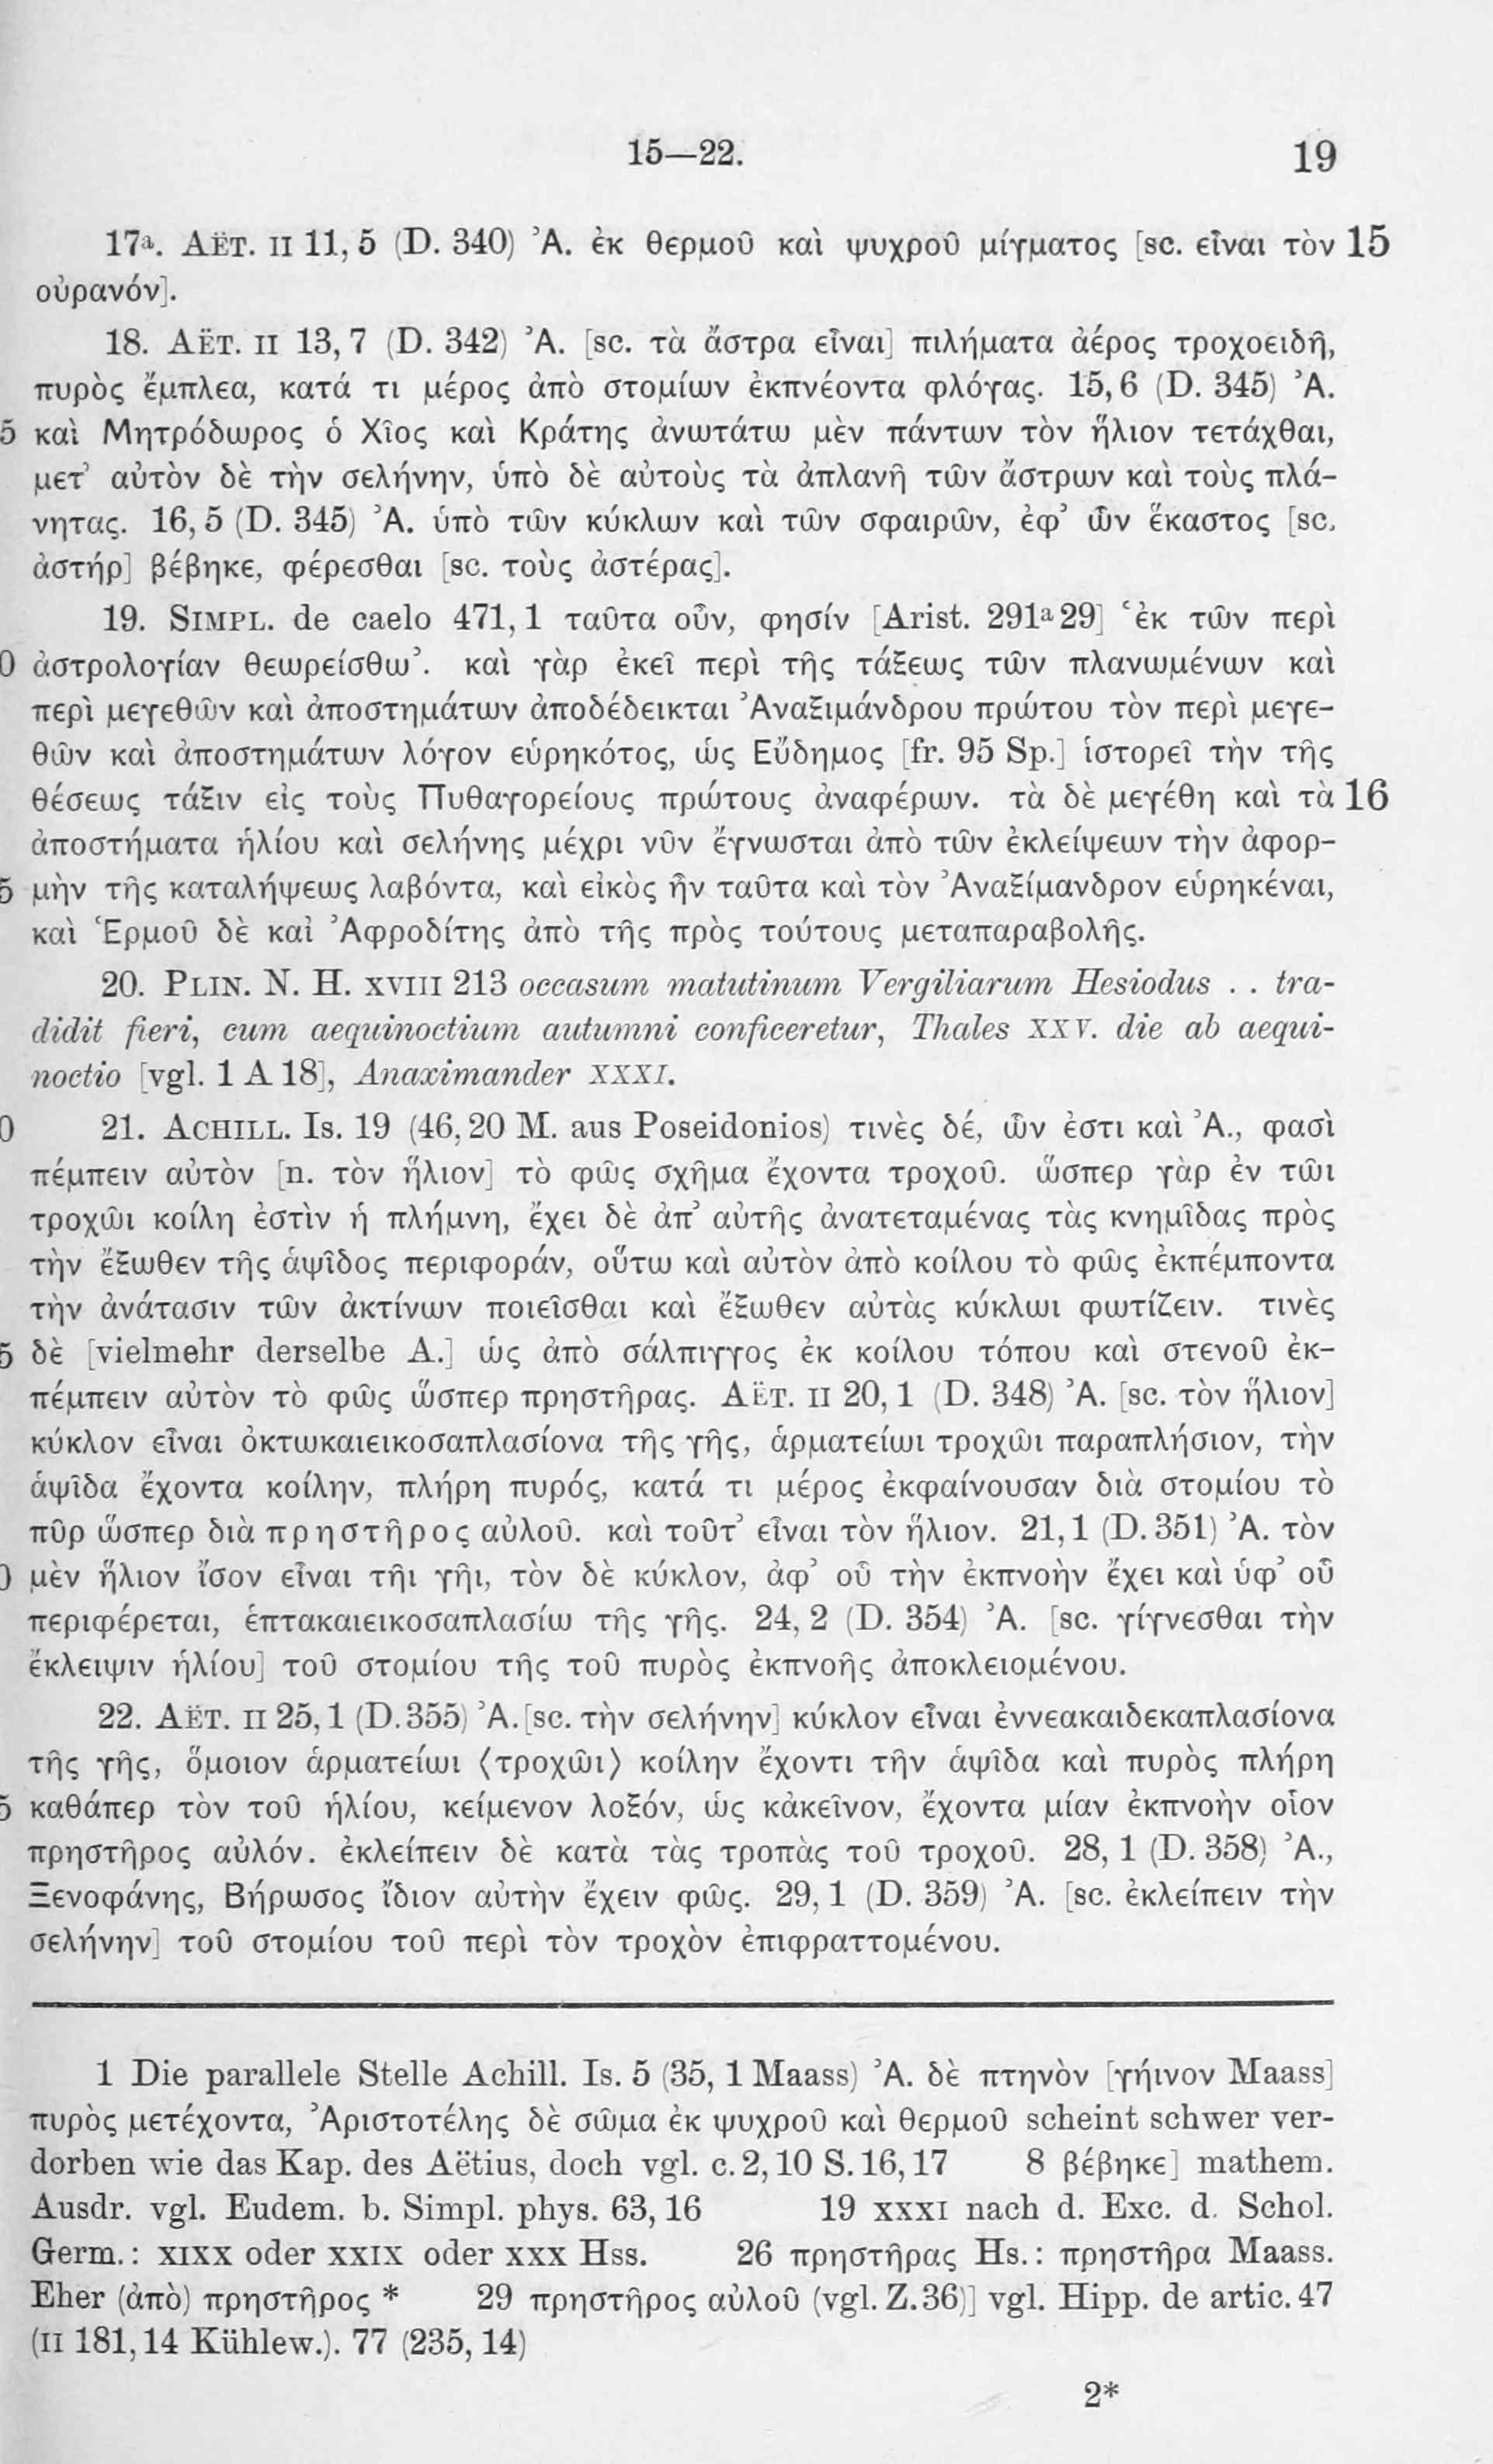 15—22. 19
17ª. AËT. II 11, 5 (D. 340) Ἀ. ἐκ θερμοῦ καὶ ψυχροῦ μίγματος [sc. εἶναι τὸν 15
οὐρανόν].
18. AËT. II 13, 7 (D. 342) Ἀ. [sc. τὰ ἄστρα εἶναι] πιλήματα ἀέρος τροχοειδῆ,
πυρὸς ἔμπλεα, κατά τι μέρος ἀπὸ στομίων ἐκπνέοντα φλόγας. 15, 6 (D. 345) Ἀ.
5 καὶ Μητρόδωρος ὁ Χῖος καὶ Κράτης ἀνωτάτω μὲν πάντων τὸν ἥλιον τετάχθαι,
μετ’ αὐτὸν δὲ τὴν σελήνην, ὑπὸ δὲ αὐτοὺς τὰ ἀπλανῆ τῶν ἄστρων καὶ τοὺς πλά-
νητας. 16, 5 (D. 345) Ἀ. ὑπὸ τῶν κύκλων καὶ τῶν σφαιρῶν, ἐφ’ ὧν ἕκαστος [sc.
ἀστήρ] βέβηκε, φέρεσθαι [sc. τοὺς ἀστέρας].
19. SIMPL. de caelo 471, 1 ταῦτα οὖν, φησίν [Arist. 291ª 29] ‘ἐκ τῶν περὶ
0 ἀστρολογίαν θεωρείσθω’. καὶ γὰρ ἐκεῖ περὶ τῆς τάξεως τῶν πλανωμένων καὶ
περὶ μεγεθῶν καὶ ἀποστημάτων ἀποδέδεικται Ἀναξιμάνδρου πρώτου τὸν περὶ μεγε-
θῶν καὶ ἀποστημάτων λόγον εὑρηκότος, ὡς Εὔδημος [fr. 95 Sp.] ἱστορεῖ τὴν τῆς
θέσεως τάξιν εἰς τοὺς Πυθαγορείους πρώτους ἀναφέρων. τὰ δὲ μεγέθη καὶ τὰ 16
ἀποστήματα ἡλίου καὶ σελήνης μέχρι νῦν ἔγνωσται ἀπὸ τῶν ἐκλείψεων τὴν ἀφορ-
5 μὴν τῆς καταλήψεως λαβόντα, καὶ εἰκὸς ἦν ταῦτα καὶ τὸν Ἀναξίμανδρον εὑρηκέναι,
καὶ Ἑρμοῦ δὲ καὶ Ἀφροδίτης ἀπὸ τῆς πρὸς τούτους μεταπαραβολῆς.
20. PLIN. N. H. XVIII 213 occasum matutinum Vergiliarum Hesiodus . . tra-
didit fieri, cum aequinoctium autumni conficeretur, Thales XXV. die ab aequi-
noctio [vgl. 1 A 18], Anaximander XXXI.
0 21. ACHILL. Is. 19 (46, 20 M. aus Poseidonios) τινὲς δέ, ὧν ἐστι καὶ Ἀ., φασὶ
πέμπειν αὐτὸν [n. τὸν ἥλιον] τὸ φῶς σχῆμα ἔχοντα τροχοῦ. ὥσπερ γὰρ ἐν τῶι
τροχῶι κοίλη ἐστὶν ἡ πλήμνη, ἔχει δὲ ἀπ’ αὐτῆς ἀνατεταμένας τὰς κνημῖδας πρὸς
τὴν ἔξωθεν τῆς ἁψῖδος περιφοράν, οὕτω καὶ αὐτὸν ἀπὸ κοίλου τὸ φῶς ἐκπέμποντα
τὴν ἀνάτασιν τῶν ἀκτίνων ποιεῖσθαι καὶ ἔξωθεν αὐτὰς κύκλωι φωτίζειν. τινὲς
5 δὲ [vielmehr derselbe A.] ὡς ἀπὸ σάλπιγγος ἐκ κοίλου τόπου καὶ στενοῦ ἐκ-
πέμπειν αὐτὸν τὸ φῶς ὥσπερ πρηστῆρας. AËT. II 20, 1 (D. 348) Ἀ. [sc. τὸν ἥλιον]
κύκλον εἶναι ὀκτωκαιεικοσαπλασίονα τῆς γῆς, ἁρματείωι τροχῶι παραπλήσιον, τὴν
ἁψῖδα ἔχοντα κοίλην, πλήρη πυρός, κατά τι μέρος ἐκφαίνουσαν διὰ στομίου τὸ
πῦρ ὥσπερ διὰ πρηστῆρος αὐλοῦ. καὶ τοῦτ’ εἶναι τὸν ἥλιον. 21, 1 (D. 351) Ἀ. τὸν
0 μὲν ἥλιον ἴσον εἶναι τῆι γῆι, τὸν δὲ κύκλον, ἀφ’ οὗ τὴν ἐκπνοὴν ἔχει καὶ ὑφ’ οὗ
περιφέρεται, ἑπτακαιεικοσαπλασίω τῆς γῆς. 24, 2 (D. 354) Ἀ. [sc. γίγνεσθαι τὴν
ἔκλειψιν ἡλίου] τοῦ στομίου τῆς τοῦ πυρὸς ἐκπνοῆς ἀποκλειομένου.
22. AËT. II 25, 1 (D. 355) Ἀ. [sc. τὴν σελήνην] κύκλον εἶναι ἐννεακαιδεκαπλασίονα
τῆς γῆς, ὅμοιον ἁρματείωι ⟨τροχῶι⟩ κοίλην ἔχοντι τὴν ἁψῖδα καὶ πυρὸς πλήρη
5 καθάπερ τὸν τοῦ ἡλίου, κείμενον λοξόν, ὡς κἀκεῖνον, ἔχοντα μίαν ἐκπνοὴν οἷον
πρηστῆρος αὐλόν. ἐκλείπειν δὲ κατὰ τὰς τροπὰς τοῦ τροχοῦ. 28, 1 (D. 358) Ἀ.,
Ξενοφάνης, Βήρωσος ἴδιον αὐτὴν ἔχειν φῶς. 29, 1 (D. 359) Ἀ. [sc. ἐκλείπειν τὴν
σελήνην] τοῦ στομίου τοῦ περὶ τὸν τροχὸν ἐπιφραττομένου.
1 Die parallele Stelle Achill. Is. 5 (35, 1 Maass) Ἀ. δὲ πτηνὸν [γήινον Maass]
πυρὸς μετέχοντα, Ἀριστοτέλης δὲ σῶμα ἐκ ψυχροῦ καὶ θερμοῦ scheint schwer ver-
dorben wie das Kap. des Aëtius, doch vgl. c. 2, 10 S. 16, 17 8 βέβηκε] mathem.
Ausdr. vgl. Eudem. b. Simpl. phys. 63, 16 19 XXXI nach d. Exc. d. Schol.
Germ.: XIXX oder XXIX oder XXX Hss. 26 πρηστῆρας Hs.: πρηστῆρα Maass.
Eher (ἀπὸ) πρηστῆρος * 29 πρηστῆρος αὐλοῦ (vgl. Z. 36)] vgl. Hipp. de artic. 47
(II 181, 14 Kühlew.). 77 (235, 14)
2*